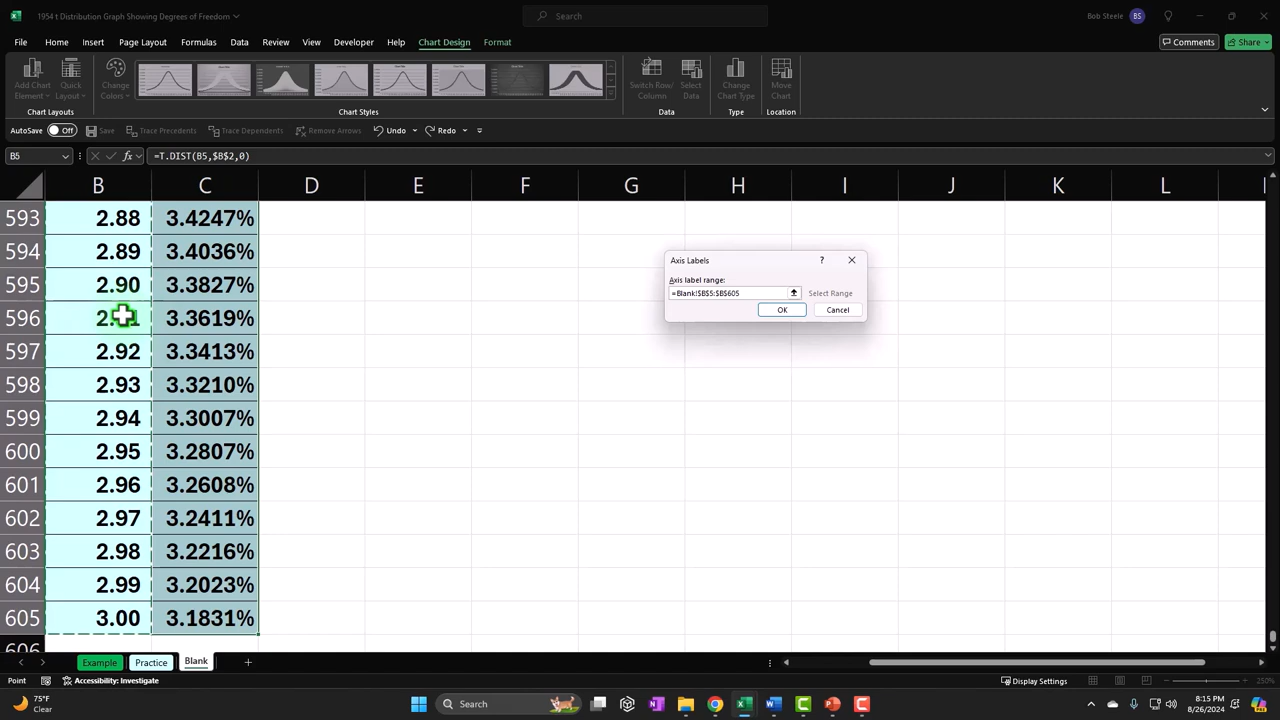 1954 t Distribution Graph Showing Degrees of Freedom
Search
Bob Steele BS
File Home Insert Page Layout Formulas Data Review View Developer Help Chart Design Format
Comments Share
Add Chart Element
Quick Layout
Change Colors
Switch Row/ Column
Select Data
Change Chart Type
Move Chart
Chart Layouts Chart Styles Data Type Location
AutoSave Off Save Trace Precedents Trace Dependents Remove Arrows Undo Redo
B5 fx =T.DIST(B5,$B$2,0)
B C D E F G H I J K L
593 2.88 3.4247%
594 2.89 3.4036%
595 2.90 3.3827%
596 3.3619%
597 2.92 3.3413%
598 2.93 3.3210%
599 2.94 3.3007%
600 2.95 3.2807%
601 2.96 3.2608%
602 2.97 3.2411%
603 2.98 3.2216%
604 2.99 3.2023%
605 3.00 3.1831%
606
Axis Labels ?
Axis label range:
=Blank!$B$5:$B$605 Select Range
OK Cancel
Example Practice Blank
Point Accessibility: Investigate Display Settings 250%
75°F
Clear
Search
8:15 PM
8/26/2024